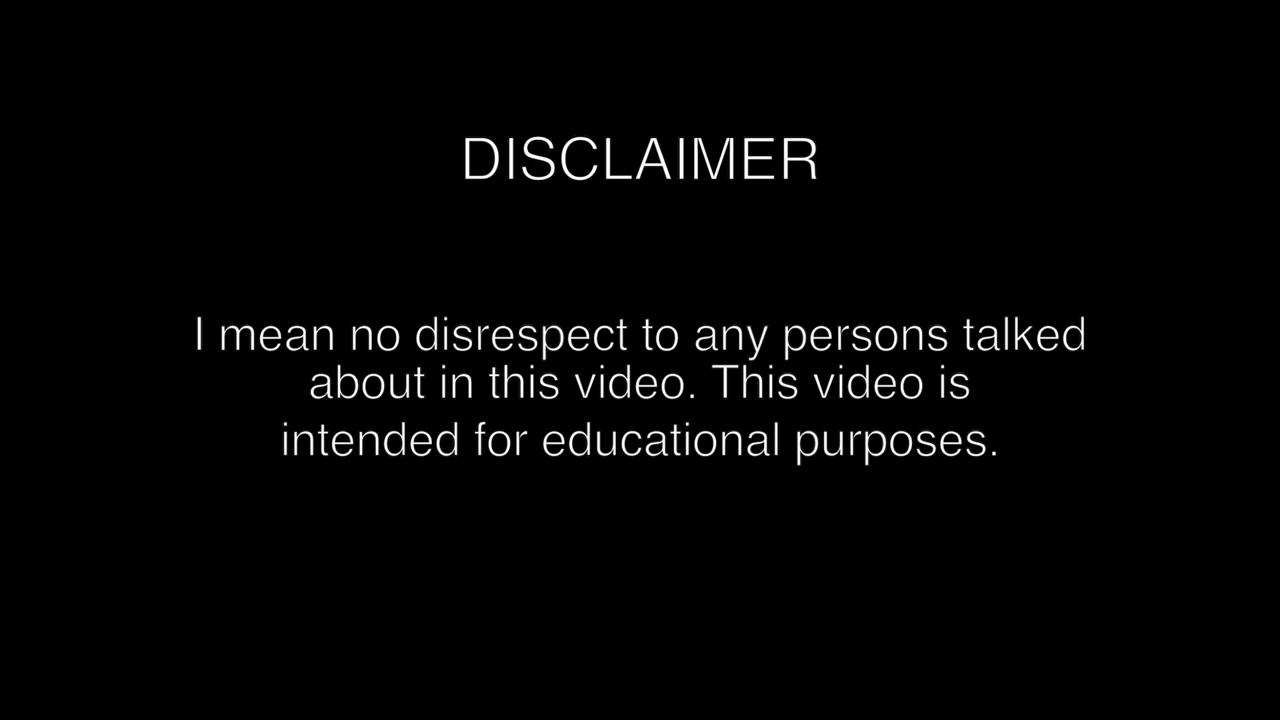 DISCLAIMER
I mean no disrespect to any persons talked
about in this video. This video is
intended for educational purposes.